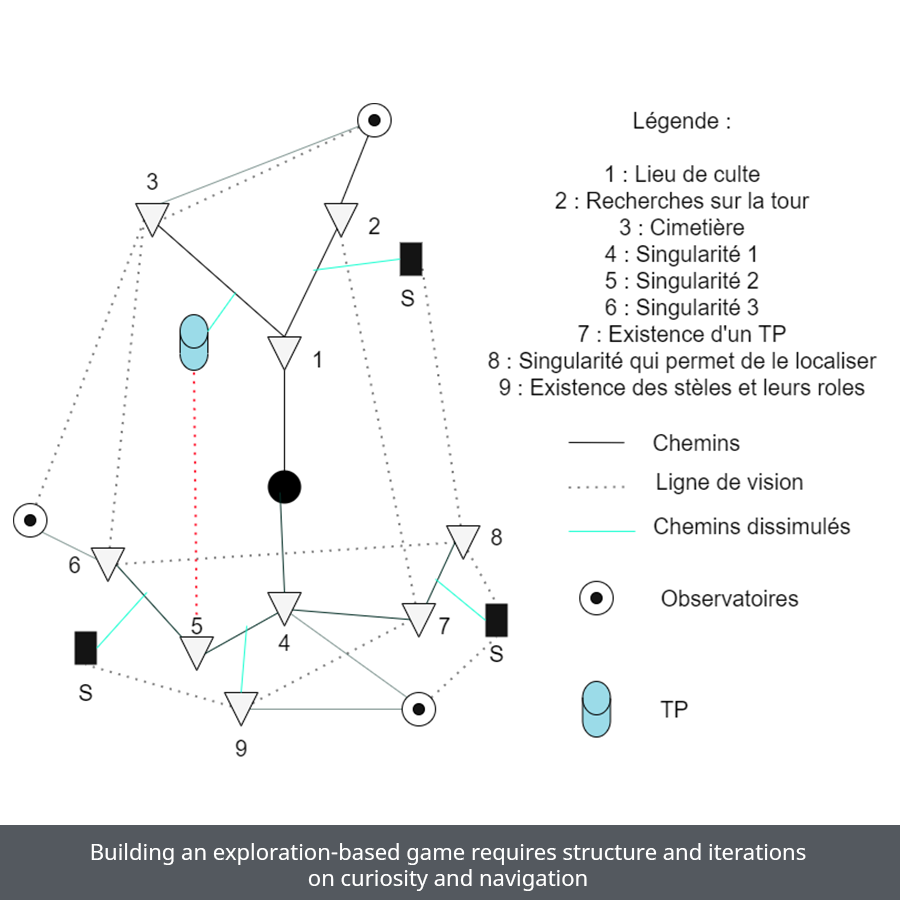 3
2
S
1
Légende :
1 : Lieu de culte
2 : Recherches sur la tour
3 : Cimetière
4 : Singularité 1
5 : Singularité 2
6 : Singularité 3
7 : Existence d'un TP
8 : Singularité qui permet de le localiser
9 : Existence des stèles et leurs roles
Chemins
Ligne de vision
Chemins dissimulés
Observatoires
TP
8
6
5
7
4
S
S
9
Building an exploration-based game requires structure and iterations
on curiosity and navigation